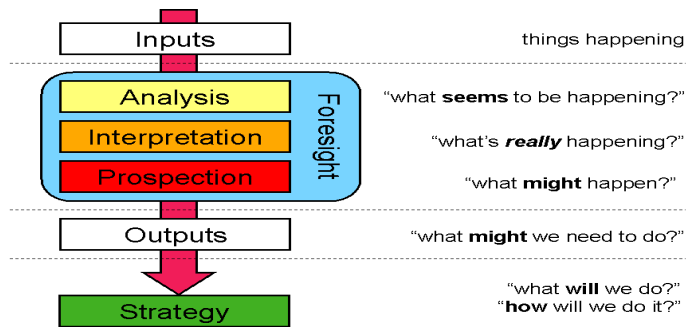 Inputs
things happening
Analysis
“what seems to be happening?”
Interpretation
“what’s really happening?”
Prospection
“what might happen?”
Foresight
Outputs
“what might we need to do?”
Strategy
“what will we do?”
“how will we do it?”